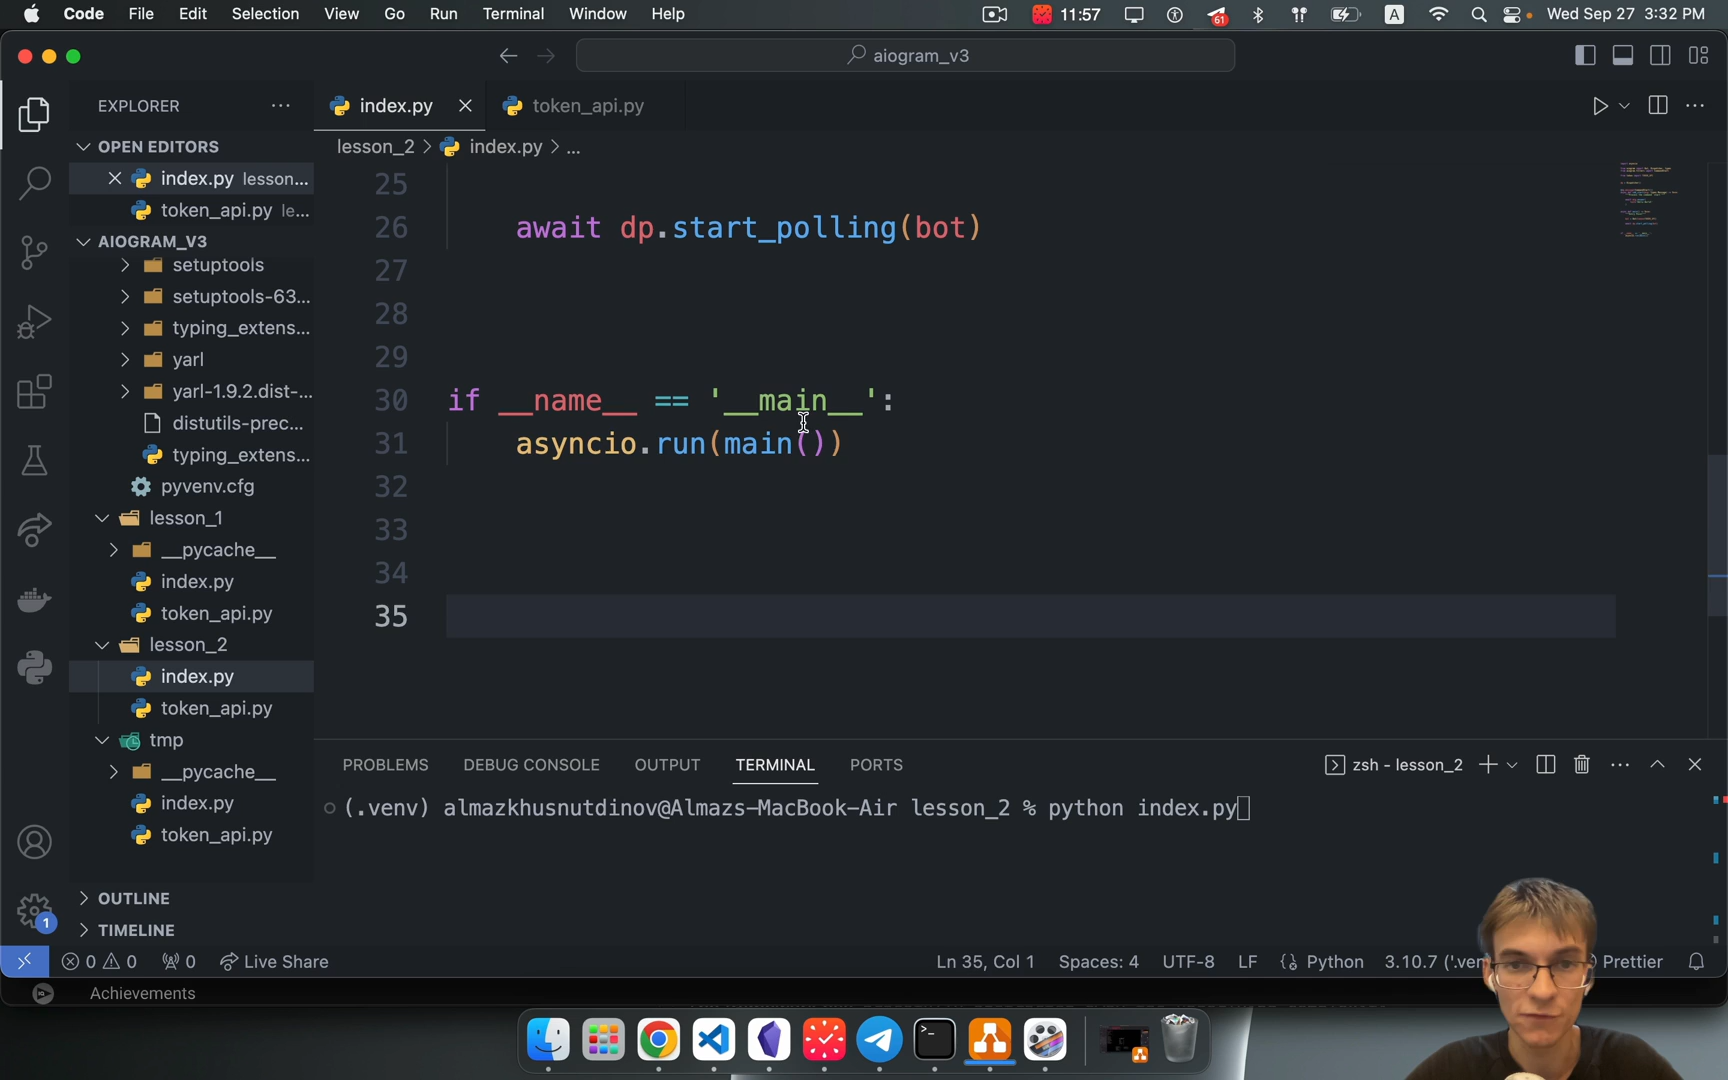 Code File Edit Selection View Go Run Terminal Window Help 11:57 61 A Wed Sep 27 3:32 PM
aiogram_v3
EXPLORER
index.py
token_api.py
OPEN EDITORS
index.py lesson...
token_api.py le...
AIOGRAM_V3
setuptools
setuptools-63...
typing_extens...
yarl
yarl-1.9.2.dist-...
distutils-prec...
typing_extens...
pyvenv.cfg
lesson_1
__pycache__
index.py
token_api.py
lesson_2
index.py
token_api.py
tmp
__pycache__
index.py
token_api.py
OUTLINE
TIMELINE
lesson_2 > index.py > ...
25
26 await dp.start_polling(bot)
27
28
29
30 if __name__ == '__main__':
31 asyncio.run(main())
32
33
34
35
PROBLEMS DEBUG CONSOLE OUTPUT TERMINAL PORTS zsh - lesson_2
(.venv) almazkhusnutdinov@Almazs-MacBook-Air lesson_2 % python index.py
1
0 0 0 Live Share Ln 35, Col 1 Spaces: 4 UTF-8 LF Python 3.10.7 ('.ven Prettier
Achievements